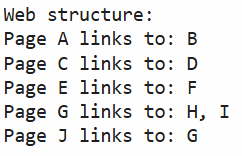 Web structure:
Page A links to: B
Page C links to: D
Page E links to: F
Page G links to: H, I
Page J links to: G